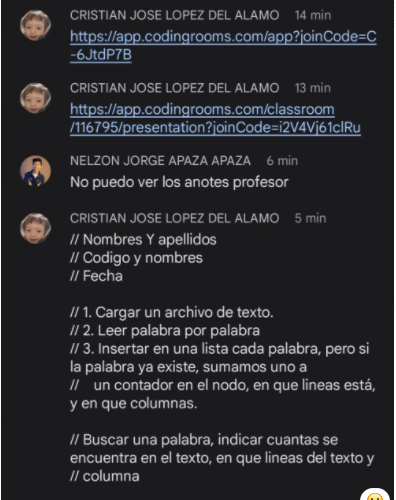 CRISTIAN JOSE LOPEZ DEL ALAMO 14 min
https://app.codingrooms.com/app?joinCode=C
-6JtdP7B
CRISTIAN JOSE LOPEZ DEL ALAMO 13 min
https://app.codingrooms.com/classroom
/116795/presentation?joinCode=i2V4Vj61clRu
NELZON JORGE APAZA APAZA 6 min
No puedo ver los anotes profesor
CRISTIAN JOSE LOPEZ DEL ALAMO 5 min
// Nombres Y apellidos
// Codigo y nombres
// Fecha
// 1. Cargar un archivo de texto.
// 2. Leer palabra por palabra
// 3. Insertar en una lista cada palabra, pero si
la palabra ya existe, sumamos uno a
// un contador en el nodo, en que lineas está,
y en que columnas.
// Buscar una palabra, indicar cuantas se
encuentra en el texto, en que lineas del texto y
// columna